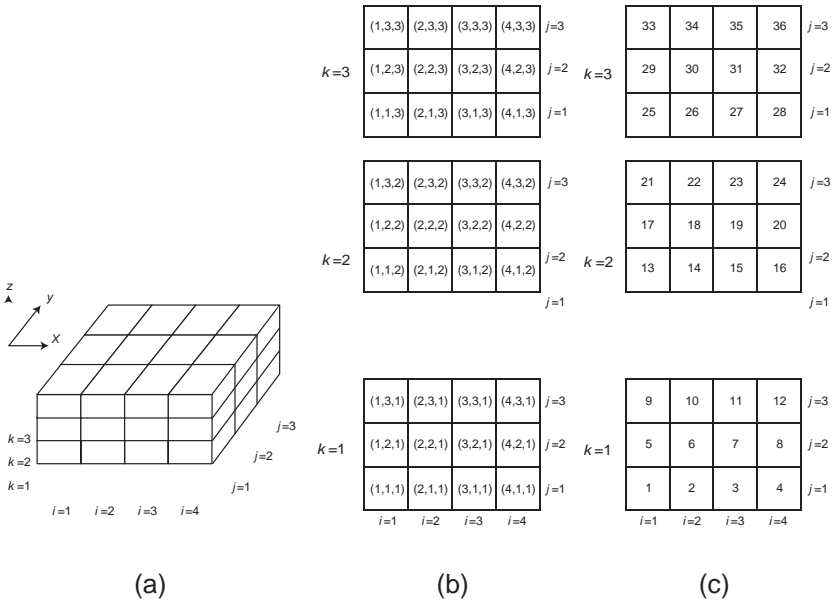 (1,3,3) (2,3,3) (3,3,3) (4,3,3) j=3
k=3 (1,2,3) (2,2,3) (3,2,3) (4,2,3) j=2
(1,1,3) (2,1,3) (3,1,3) (4,1,3) j=1
33 34 35 36 j=3
k=3 29 30 31 32 j=2
25 26 27 28 j=1
(1,3,2) (2,3,2) (3,3,2) (4,3,2) j=3
(1,2,2) (2,2,2) (3,2,2) (4,2,2)
k=2 (1,1,2) (2,1,2) (3,1,2) (4,1,2) j=2
j=1
21 22 23 24 j=3
17 18 19 20
k=2 13 14 15 16 j=2
j=1
z
y
X
k=3
k=2
k=1
j=3
j=2
j=1
i=1 i=2 i=3 i=4
(1,3,1) (2,3,1) (3,3,1) (4,3,1) j=3
k=1 (1,2,1) (2,2,1) (3,2,1) (4,2,1) j=2
(1,1,1) (2,1,1) (3,1,1) (4,1,1) j=1
i=1 i=2 i=3 i=4
9 10 11 12 j=3
k=1 5 6 7 8 j=2
1 2 3 4 j=1
i=1 i=2 i=3 i=4
(a) (b) (c)